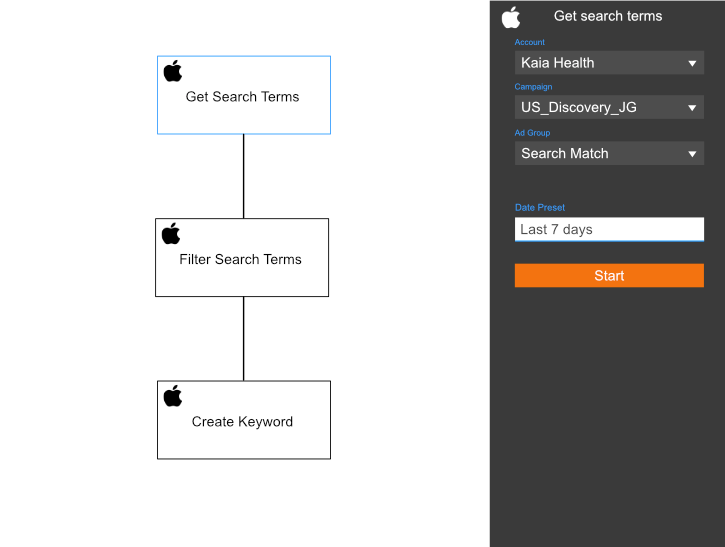 Get Search Terms
Filter Search Terms
Create Keyword
Get search terms
Account
Kaia Health
Campaign
US_Discovery_JG
Ad Group
Search Match
Date Preset
Last 7 days
Start